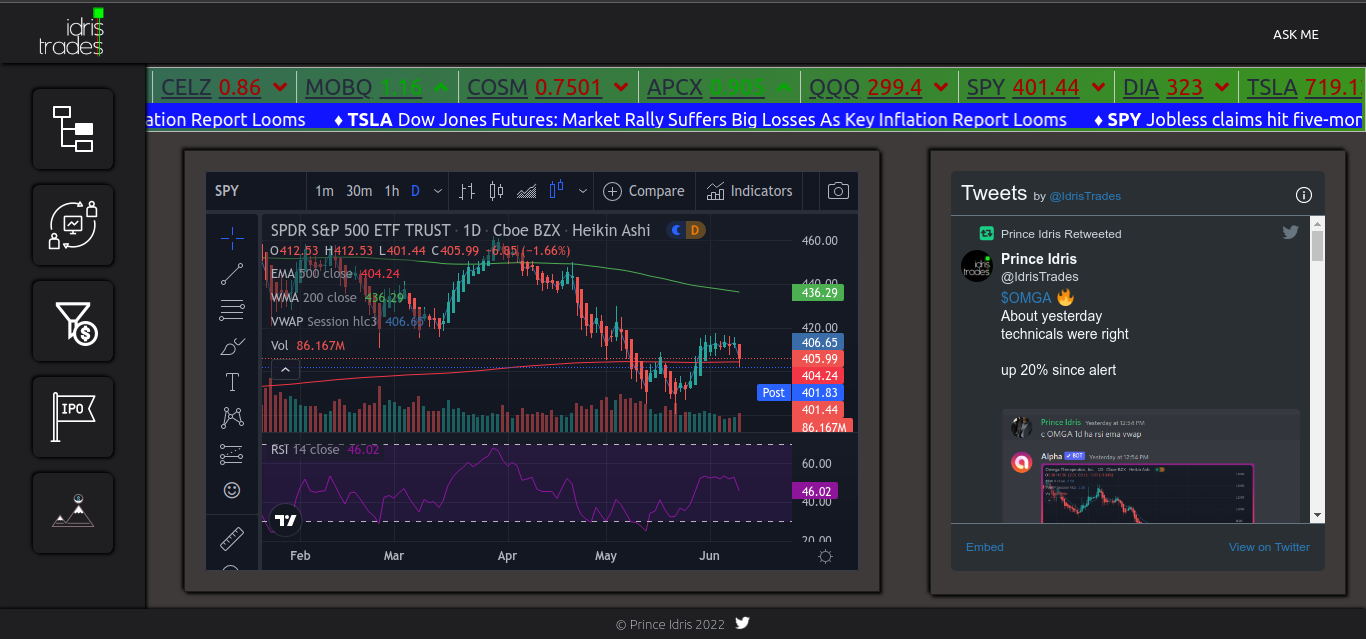 idris
trades
ASK ME
CELZ 0.86 MOBQ 1.16 COSM 0.7501 APCX 0.905 QQQ 299.4 SPY 401.44 DIA 323 TSLA 719.1
ation Report Looms ♦ TSLA Dow Jones Futures: Market Rally Suffers Big Losses As Key Inflation Report Looms ♦ SPY Jobless claims hit five-mon
SPY 1m 30m 1h D Compare Indicators
SPDR S&P 500 ETF TRUST · 1D · Cboe BZX · Heikin Ashi D
O412.53 H412.53 L401.44 C405.99 −6.85 (−1.66%)
EMA 500 close 404.24
WMA 200 close 436.29
VWAP Session hlc3 406.65
Vol 86.167M
460.00
440.00
436.29
420.00
406.65
405.99
404.24
Post 401.83
401.44
86.167M
RSI 14 close 46.02
60.00
46.02
40.00
20.00
Feb Mar Apr May Jun
Tweets by @IdrisTrades
Prince Idris Retweeted
Prince Idris
@IdrisTrades
$OMGA 🔥
About yesterday
technicals were right
up 20% since alert
Prince Idris Yesterday at 12:54 PM
c OMGA 1d ha rsi ema vwap
Alpha BOT Yesterday at 12:54 PM
Embed View on Twitter
IPO
© Prince Idris 2022